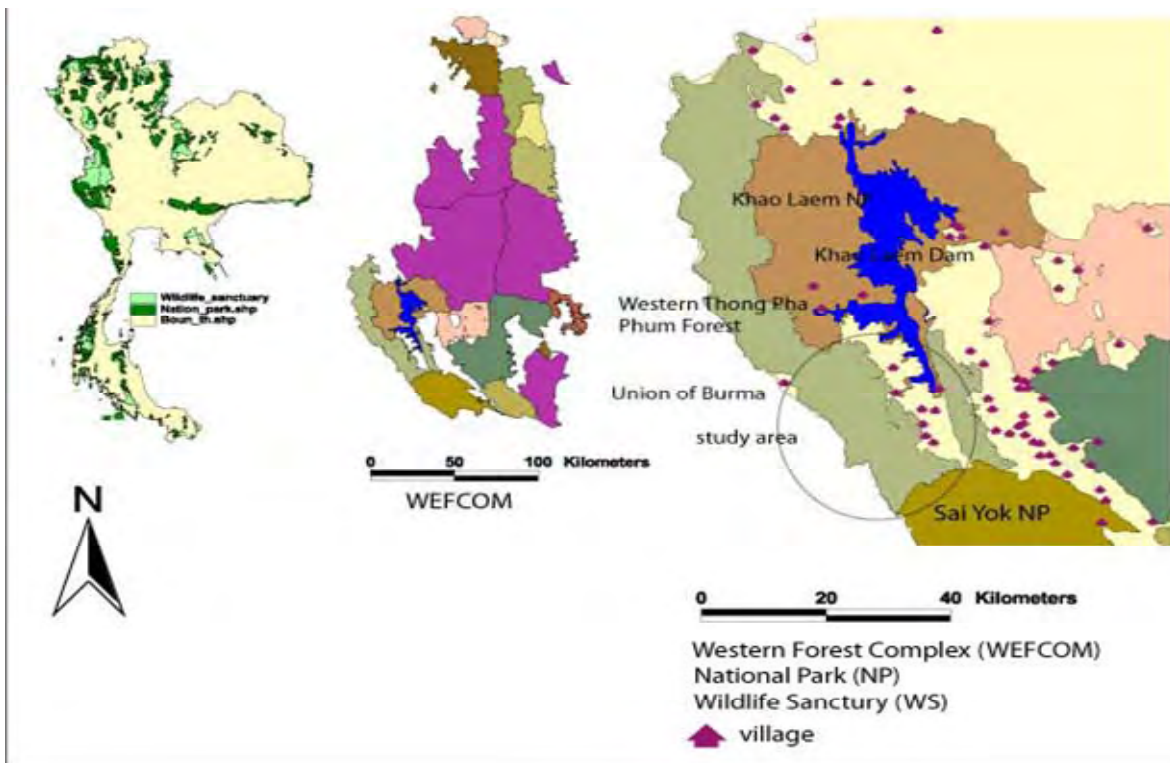 Wildlife_sanctuary
Nation_park.shp
Boun_th.shp
N
0 50 100 Kilometers
WEFCOM
Khao Laem NP
Khao Laem Dam
Western Thong Pha
Phum Forest
Union of Burma
study area
Sai Yok NP
0 20 40 Kilometers
Western Forest Complex (WEFCOM)
National Park (NP)
Wildlife Sanctury (WS)
village